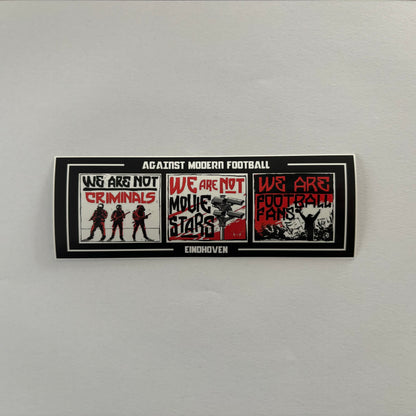 AGAINST MODERN FOOTBALL
WE ARE NOT
CRIMINALS
WE ARE NOT
MOVIE
STARS
WE ARE
FOOTBALL
FANS
EINDHOVEN